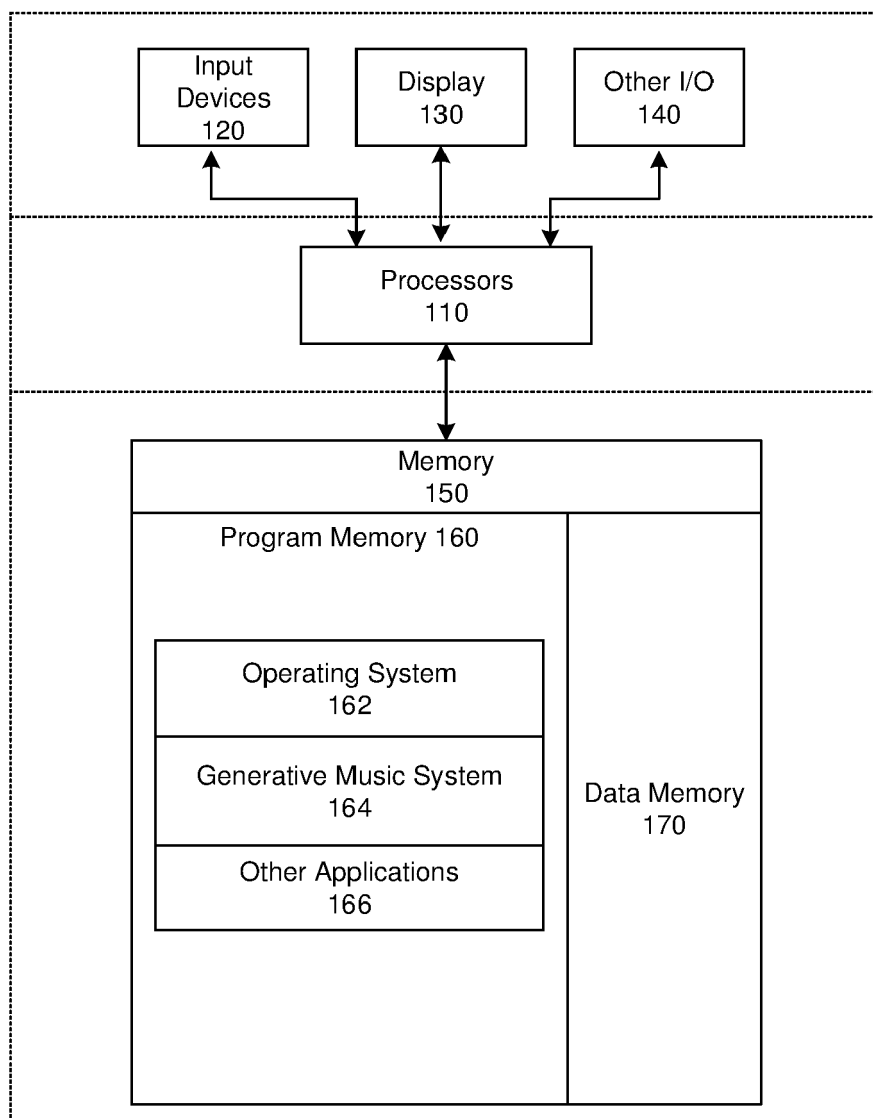 Input
Devices
120
Display
130
Other I/O
140
Processors
110
Memory
150
Program Memory 160
Operating System
162
Generative Music System
164
Other Applications
166
Data Memory
170